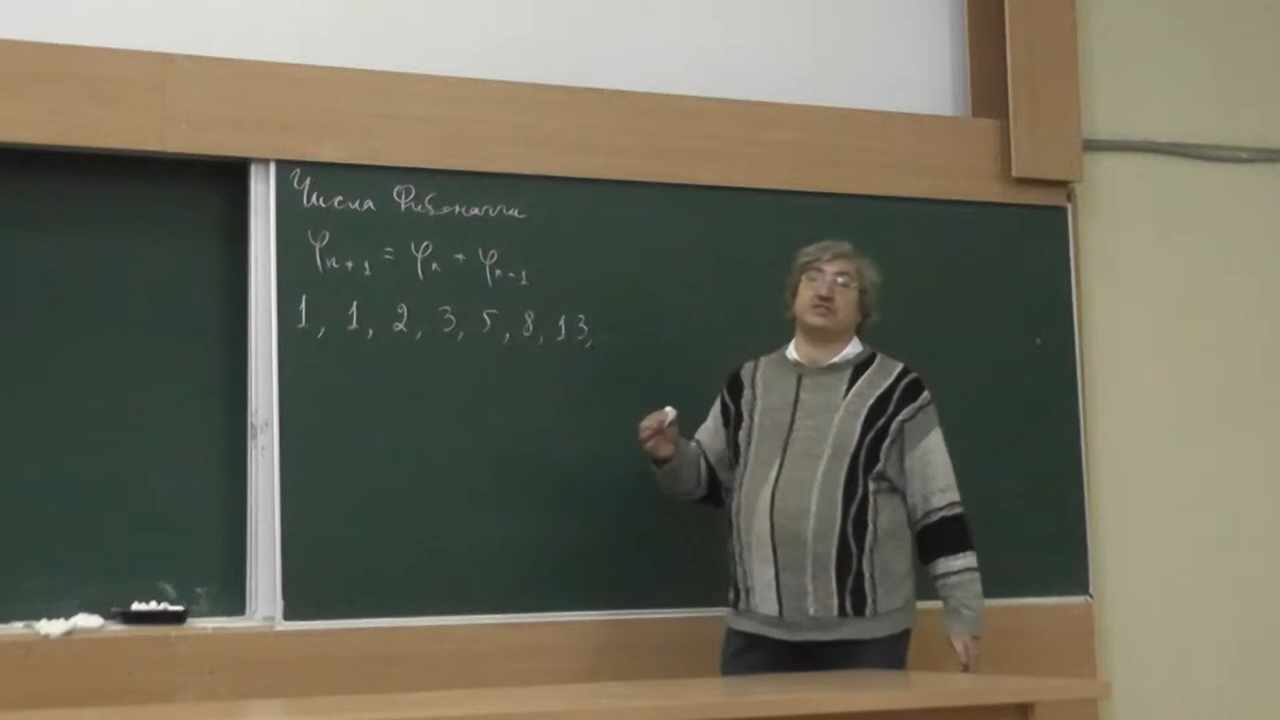 Числа Фибоначчи
φₙ₊₁ = φₙ + φₙ₋₁
1, 1, 2, 3, 5, 8, 13,